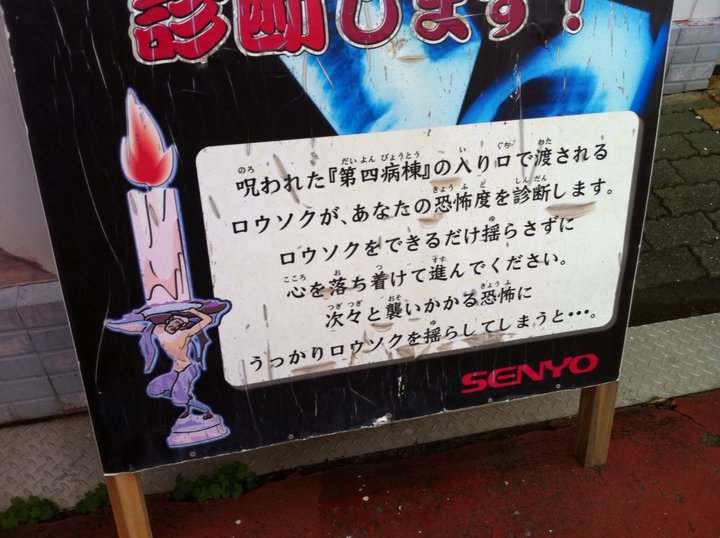 診断します!
呪われた『第四病棟』の入り口で渡される
ロウソクが、あなたの恐怖度を診断します。
ロウソクをできるだけ揺らさずに
心を落ち着けて進んでください。
次々と襲いかかる恐怖に
うっかりロウソクを揺らしてしまうと・・・。
SENYO